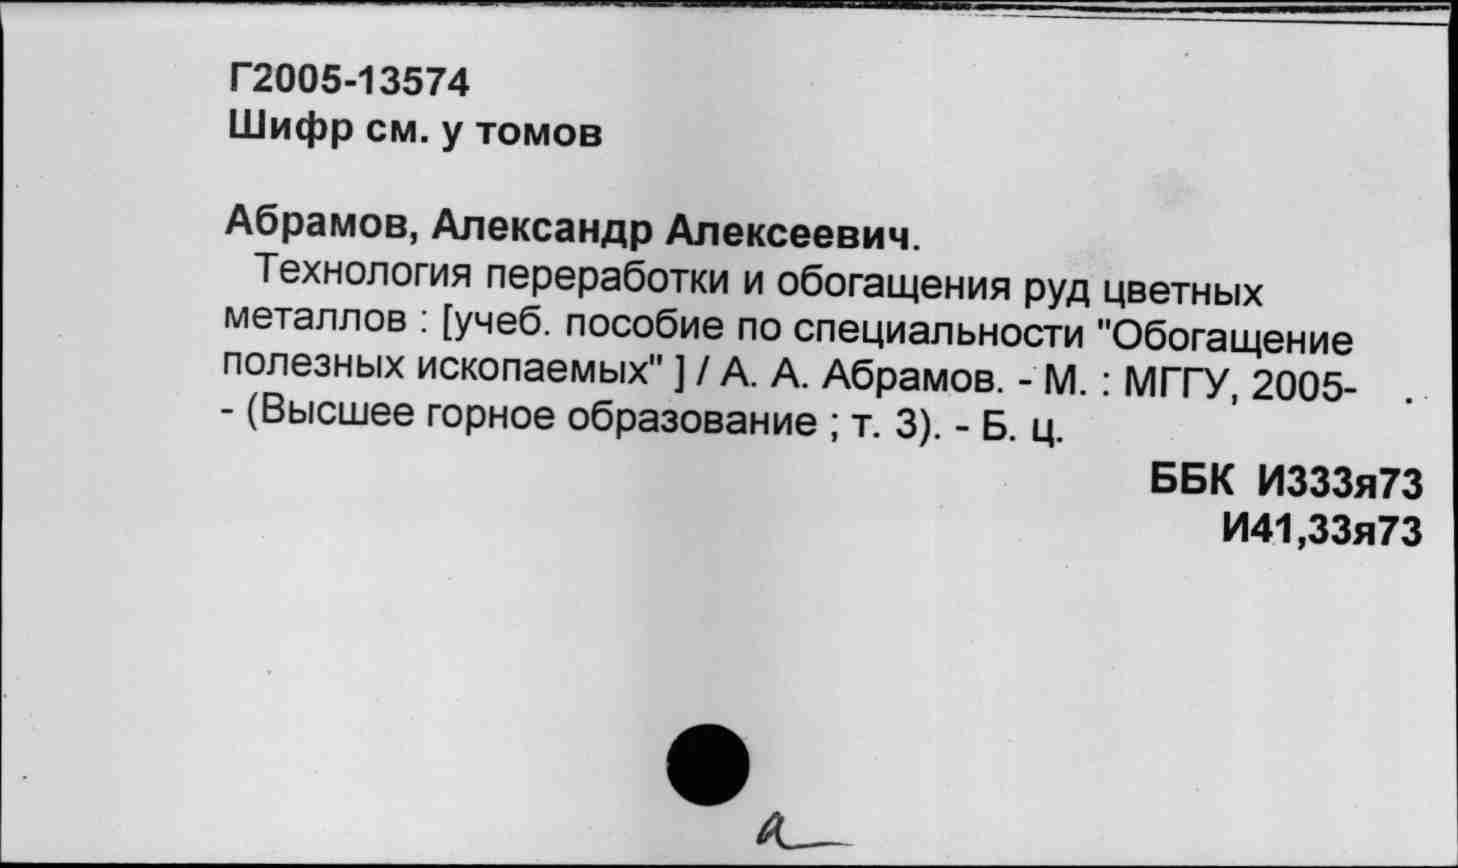 Г2005-13574
Шифр см. у томов
Абрамов, Александр Алексеевич.
Технология переработки и обогащения руд цветных
металлов : [учеб. пособие по специальности "Обогащение
полезных ископаемых" ] / А. А. Абрамов. - М. : МГГУ, 2005- .
- (Высшее горное образование ; т. 3). - Б. ц.
ББК И333я73
И41,33я73